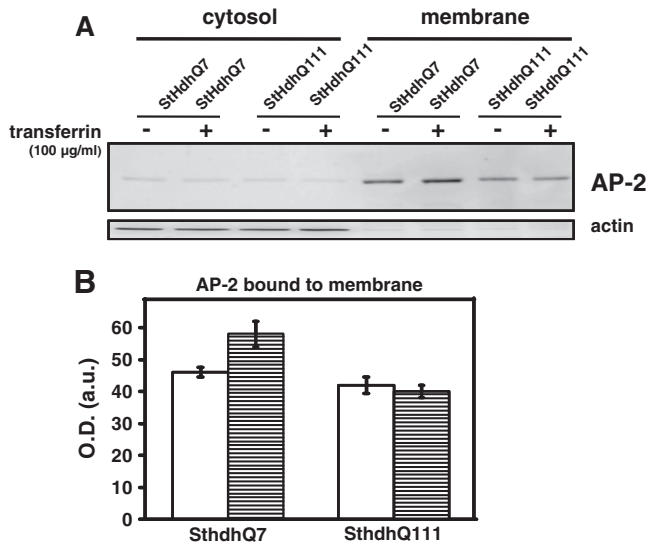 A
cytosol membrane
StHdhQ7 StHdhQ7 StHdhQ111 StHdhQ111 StHdhQ7 StHdhQ7 StHdhQ111 StHdhQ111
transferrin - + - + - + - +
(100 µg/ml)
AP-2
actin
B
AP-2 bound to membrane
O.D. (a.u.)
60
50
40
30
20
10
0
SthdhQ7 SthdhQ111